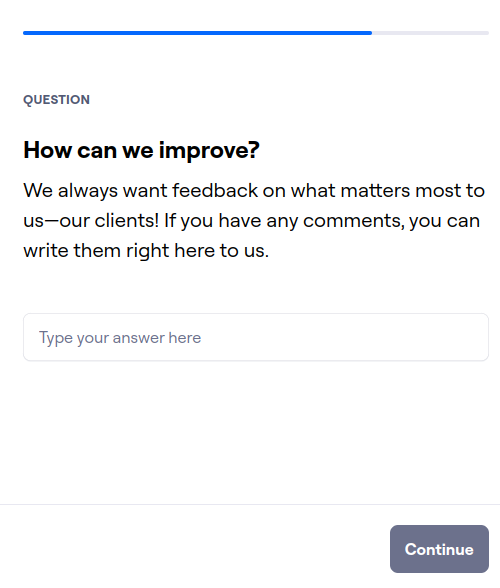 QUESTION
How can we improve?
We always want feedback on what matters most to
us—our clients! If you have any comments, you can
write them right here to us.
Type your answer here
Continue